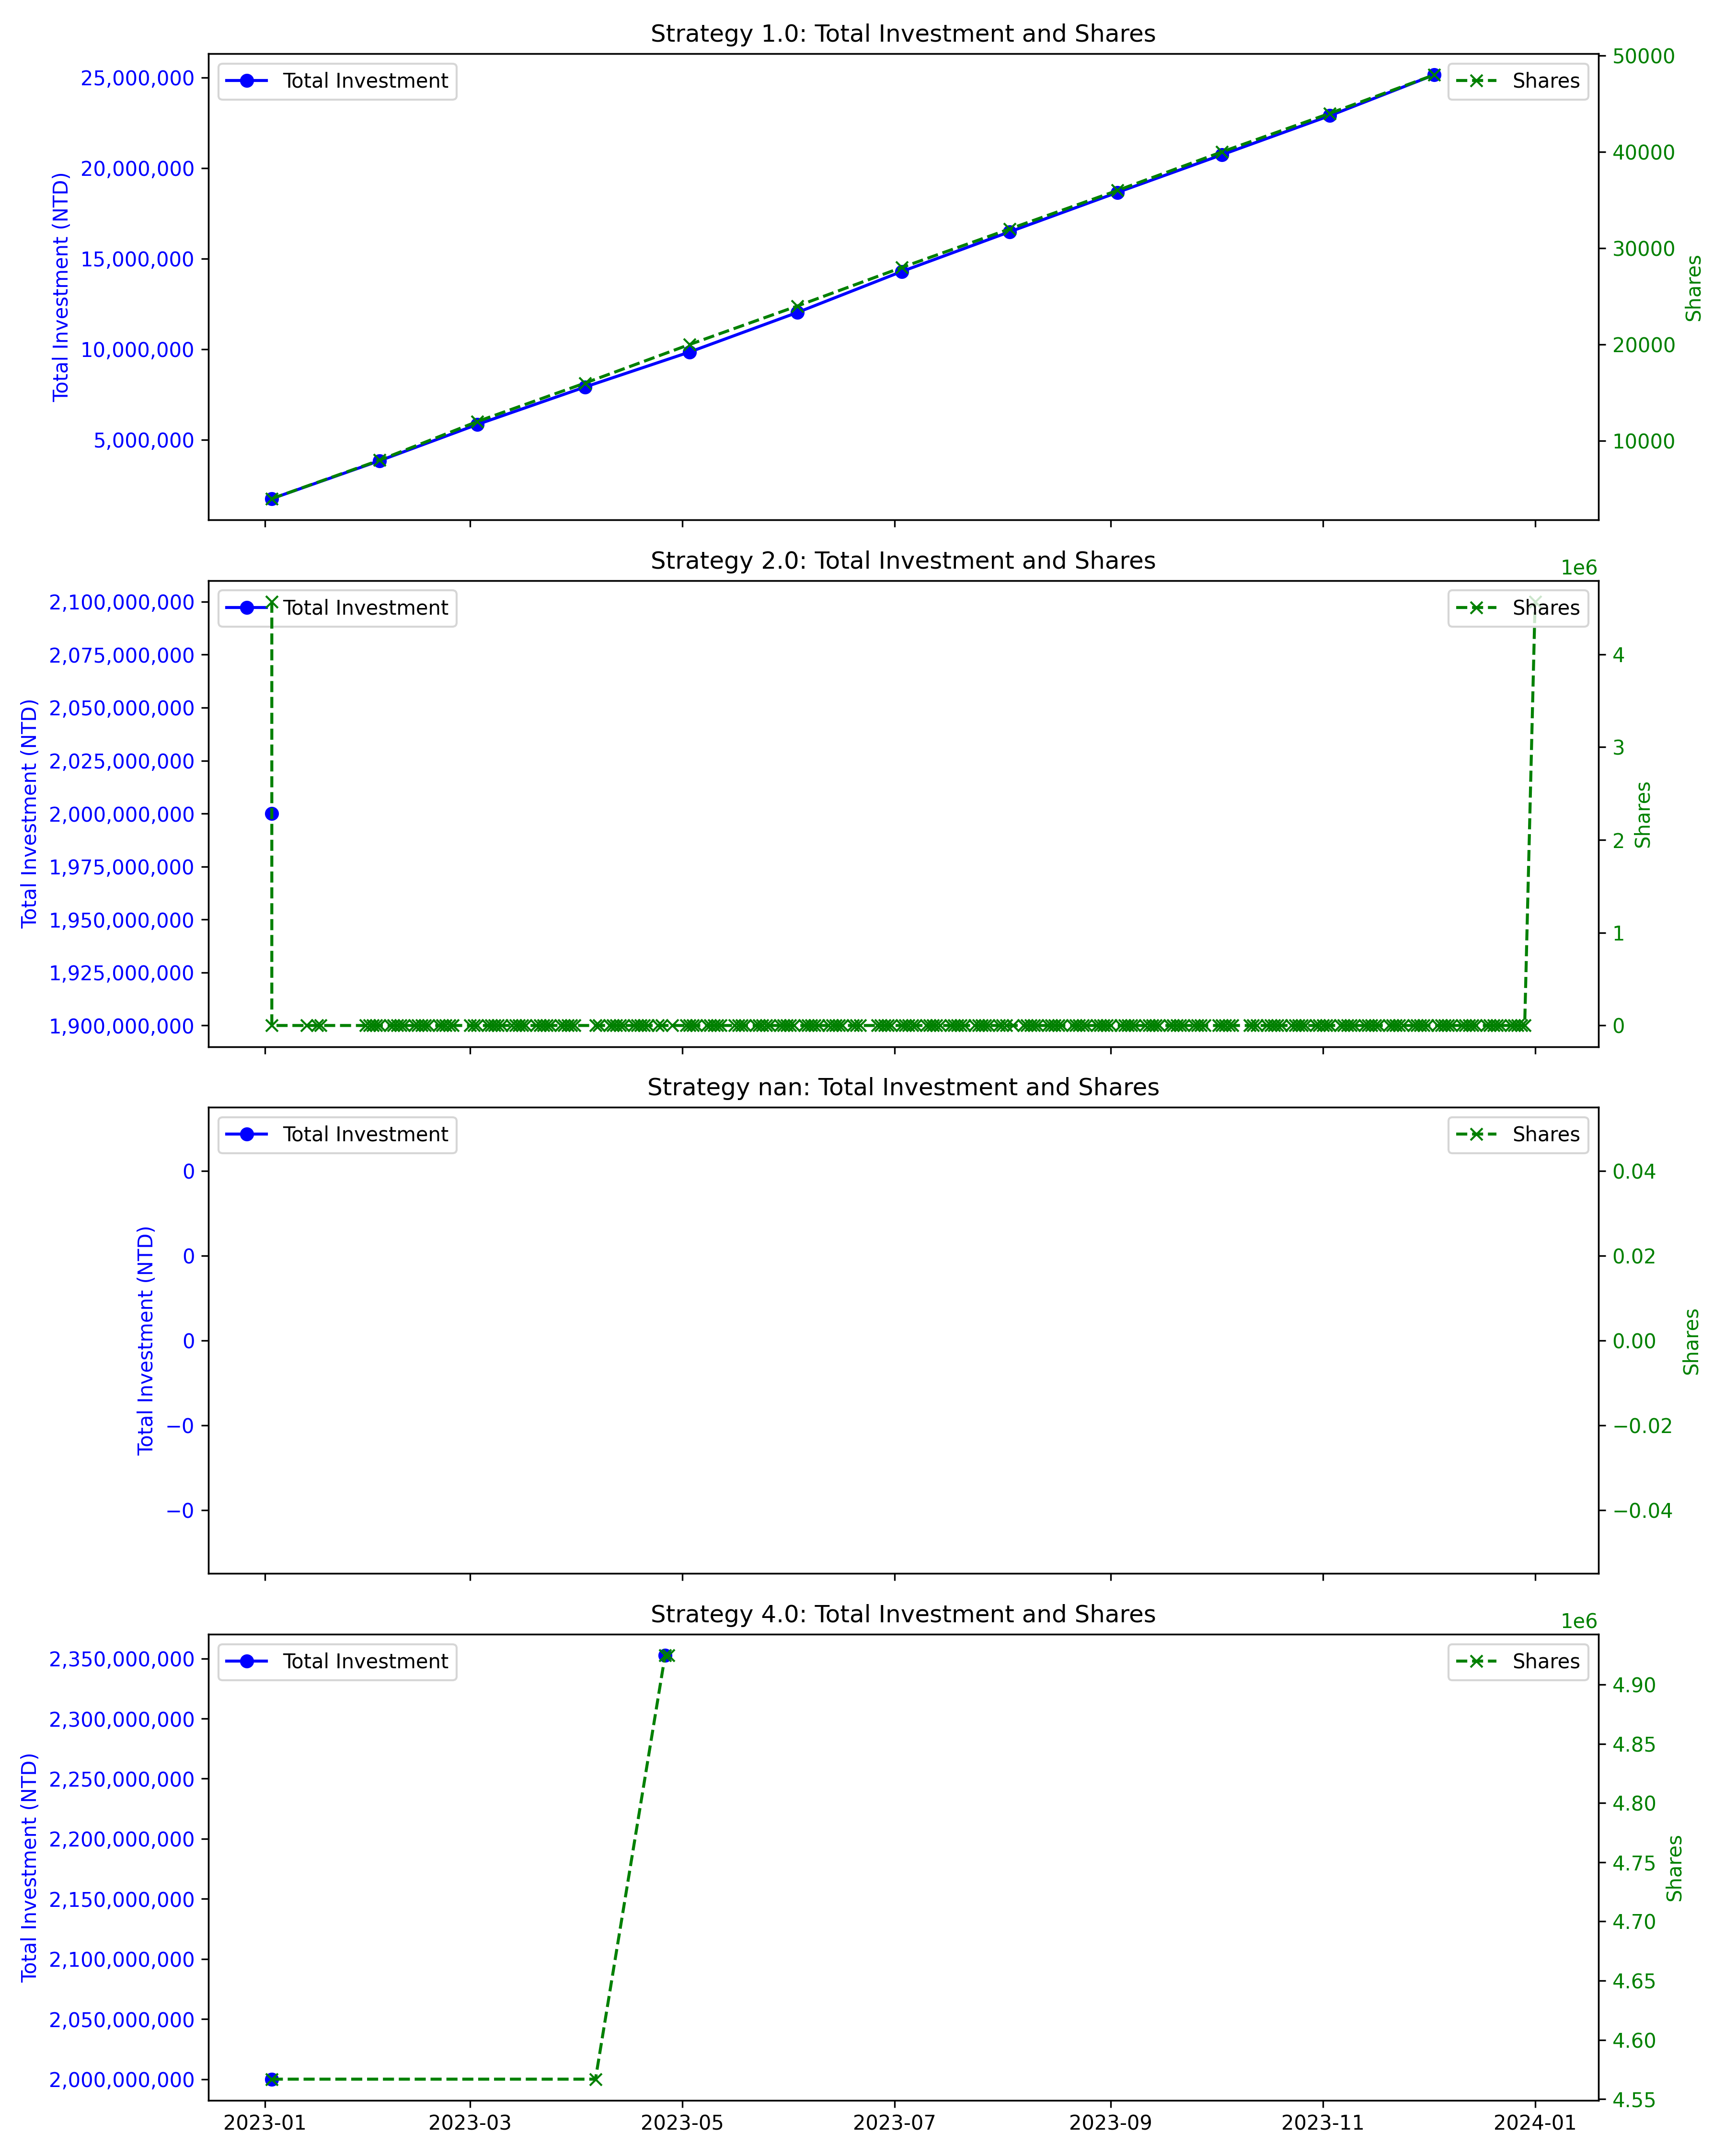 Strategy 1.0: Total Investment and Shares
Total Investment
Shares
Total Investment (NTD)
25,000,000
20,000,000
15,000,000
10,000,000
5,000,000
50000
40000
30000
20000
10000
Shares
Strategy 2.0: Total Investment and Shares
1e6
Total Investment
Shares
Total Investment (NTD)
2,100,000,000
2,075,000,000
2,050,000,000
2,025,000,000
2,000,000,000
1,975,000,000
1,950,000,000
1,925,000,000
1,900,000,000
4
3
2
1
0
Shares
Strategy nan: Total Investment and Shares
Total Investment
Shares
Total Investment (NTD)
0
0
0
−0
−0
0.04
0.02
0.00
−0.02
−0.04
Shares
Strategy 4.0: Total Investment and Shares
1e6
Total Investment
Shares
Total Investment (NTD)
2,350,000,000
2,300,000,000
2,250,000,000
2,200,000,000
2,150,000,000
2,100,000,000
2,050,000,000
2,000,000,000
4.90
4.85
4.80
4.75
4.70
4.65
4.60
4.55
Shares
2023-01
2023-03
2023-05
2023-07
2023-09
2023-11
2024-01